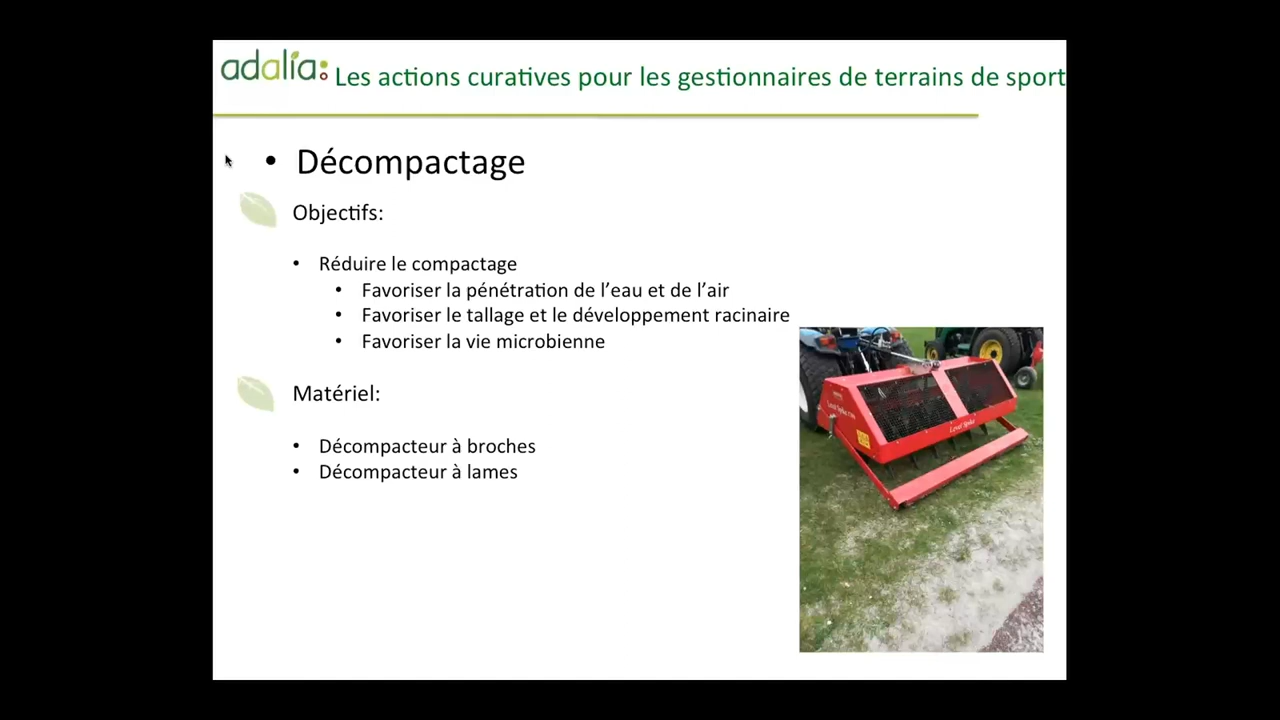 adalia
Les actions curatives pour les gestionnaires de terrains de sport
• Décompactage
Objectifs:
• Réduire le compactage
• Favoriser la pénétration de l’eau et de l’air
• Favoriser le tallage et le développement racinaire
• Favoriser la vie microbienne
Matériel:
• Décompacteur à broches
• Décompacteur à lames
Level Spike